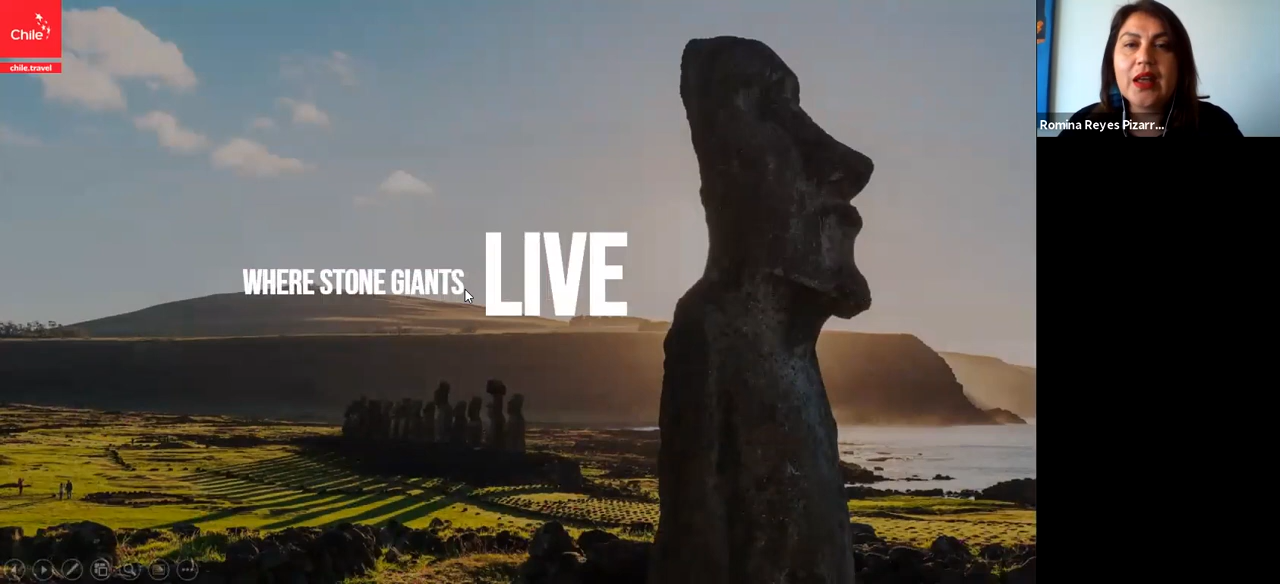 Chile
chile.travel
WHERE STONE GIANTS LIVE
Romina Reyes Pizarr...